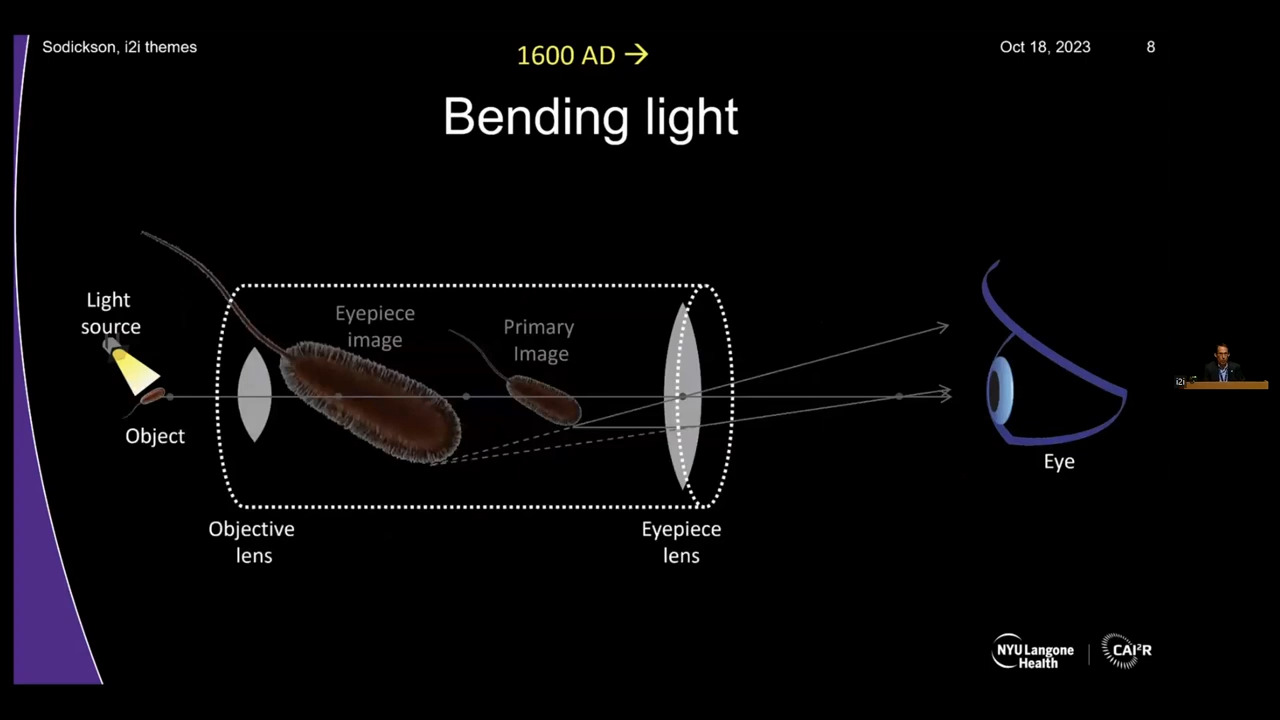 Sodickson, i2i themes
1600 AD →
Oct 18, 2023
8
Bending light
Light
source
Eyepiece
image
Primary
Image
Object
Eye
Objective
lens
Eyepiece
lens
NYU Langone
Health
CAI²R
i2i